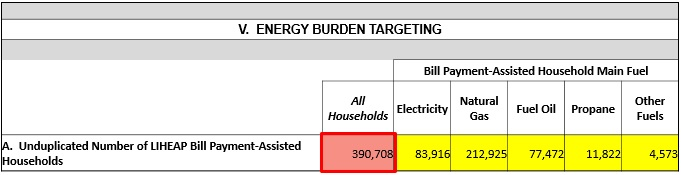 V. ENERGY BURDEN TARGETING
Bill Payment-Assisted Household Main Fuel
All Households
Electricity
Natural Gas
Fuel Oil
Propane
Other Fuels
A. Unduplicated Number of LIHEAP Bill Payment-Assisted
Households
390,708 83,916 212,925 77,472 11,822 4,573